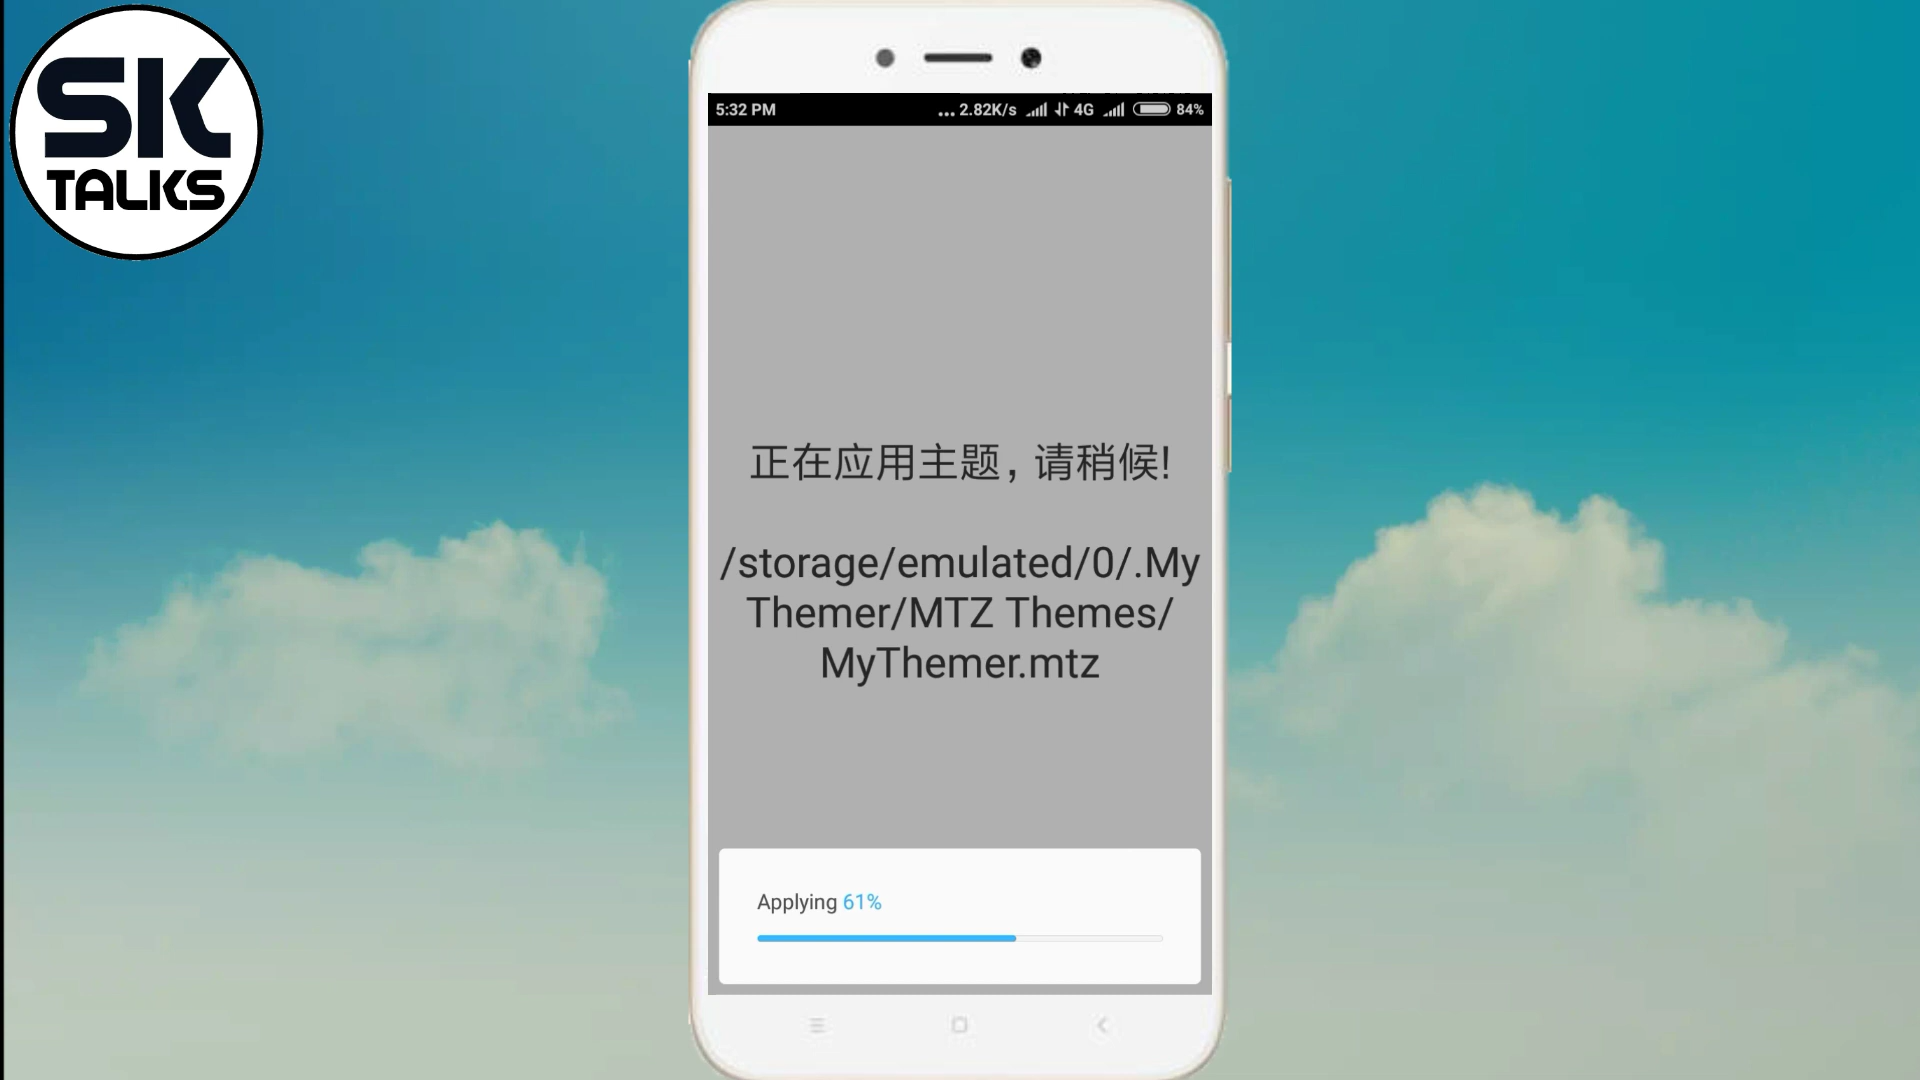 SK
TALKS
5:32 PM ... 2.82K/s 4G 84%
正在应用主题，请稍候!
/storage/emulated/0/.My
Themer/MTZ Themes/
MyThemer.mtz
Applying 61%